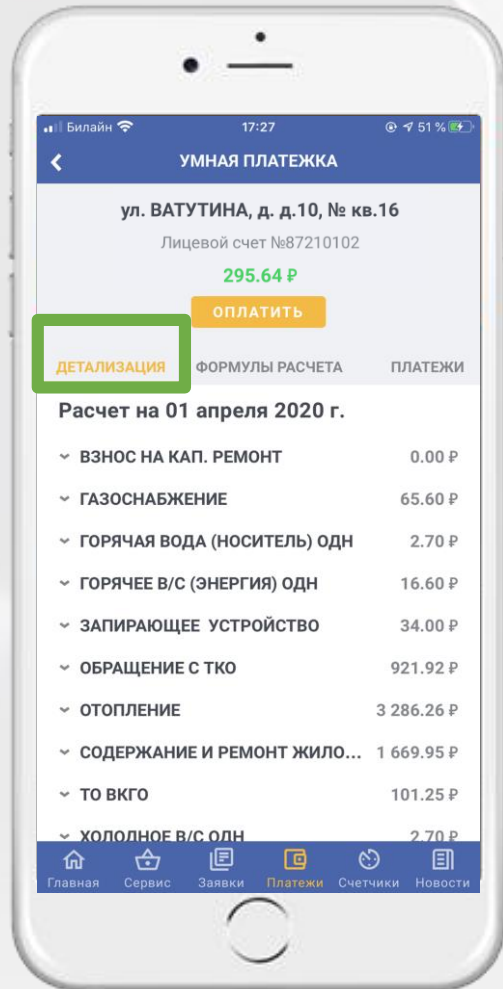 Билайн 17:27 51 %
УМНАЯ ПЛАТЕЖКА
ул. ВАТУТИНА, д. д.10, № кв.16
Лицевой счет №87210102
295.64 ₽
ОПЛАТИТЬ
ДЕТАЛИЗАЦИЯ ФОРМУЛЫ РАСЧЕТА ПЛАТЕЖИ
Расчет на 01 апреля 2020 г.
ВЗНОС НА КАП. РЕМОНТ 0.00 ₽
ГАЗОСНАБЖЕНИЕ 65.60 ₽
ГОРЯЧАЯ ВОДА (НОСИТЕЛЬ) ОДН 2.70 ₽
ГОРЯЧЕЕ В/С (ЭНЕРГИЯ) ОДН 16.60 ₽
ЗАПИРАЮЩЕЕ УСТРОЙСТВО 34.00 ₽
ОБРАЩЕНИЕ С ТКО 921.92 ₽
ОТОПЛЕНИЕ 3 286.26 ₽
СОДЕРЖАНИЕ И РЕМОНТ ЖИЛО... 1 669.95 ₽
ТО ВКГО 101.25 ₽
ХОЛОДНОЕ В/С ОДН 2.70 ₽
Главная Сервис Заявки Платежи Счетчики Новости